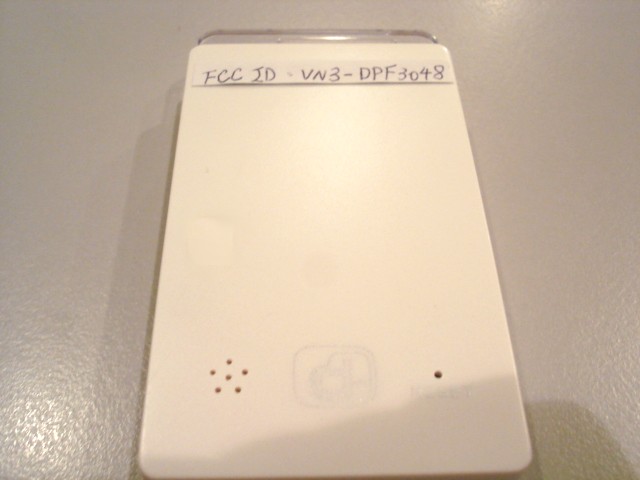 FCC ID - VN3-DPF3048